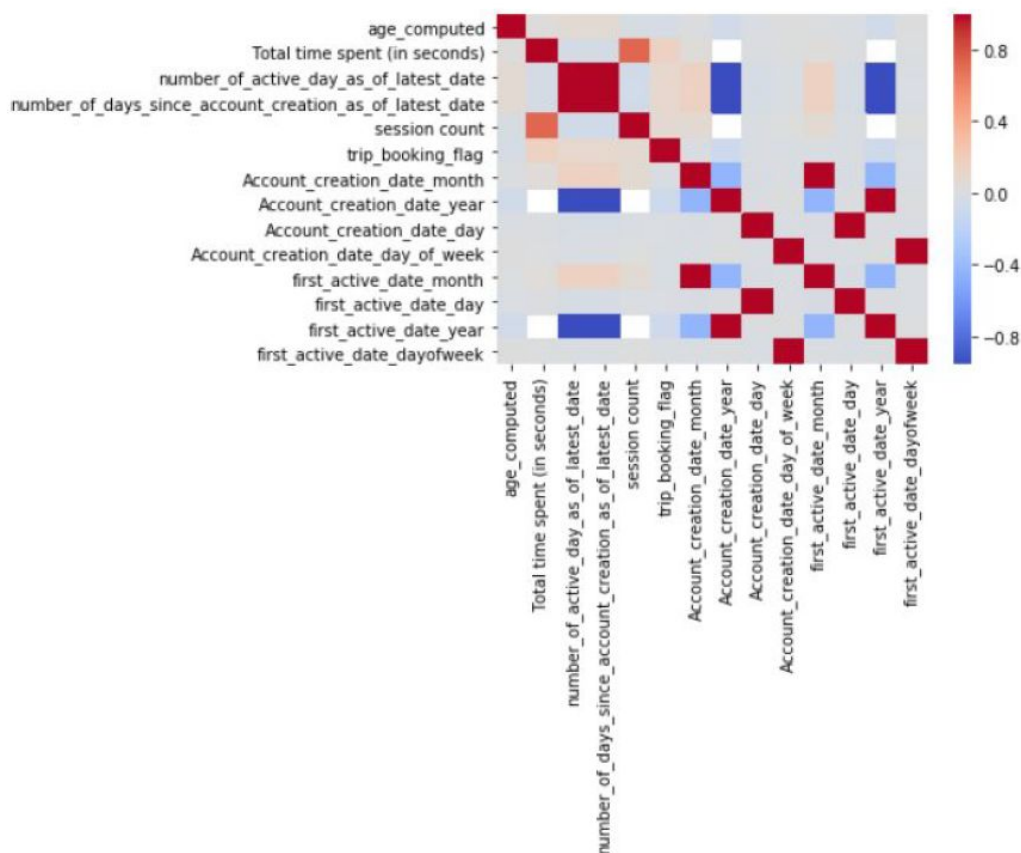 age_computed
Total time spent (in seconds)
number_of_active_day_as_of_latest_date
number_of_days_since_account_creation_as_of_latest_date
session count
trip_booking_flag
Account_creation_date_month
Account_creation_date_year
Account_creation_date_day
Account_creation_date_day_of_week
first_active_date_month
first_active_date_day
first_active_date_year
first_active_date_dayofweek
0.8
0.4
0.0
−0.4
−0.8
age_computed
Total time spent (in seconds)
number_of_active_day_as_of_latest_date
number_of_days_since_account_creation_as_of_latest_date
session count
trip_booking_flag
Account_creation_date_month
Account_creation_date_year
Account_creation_date_day
Account_creation_date_day_of_week
first_active_date_month
first_active_date_day
first_active_date_year
first_active_date_dayofweek